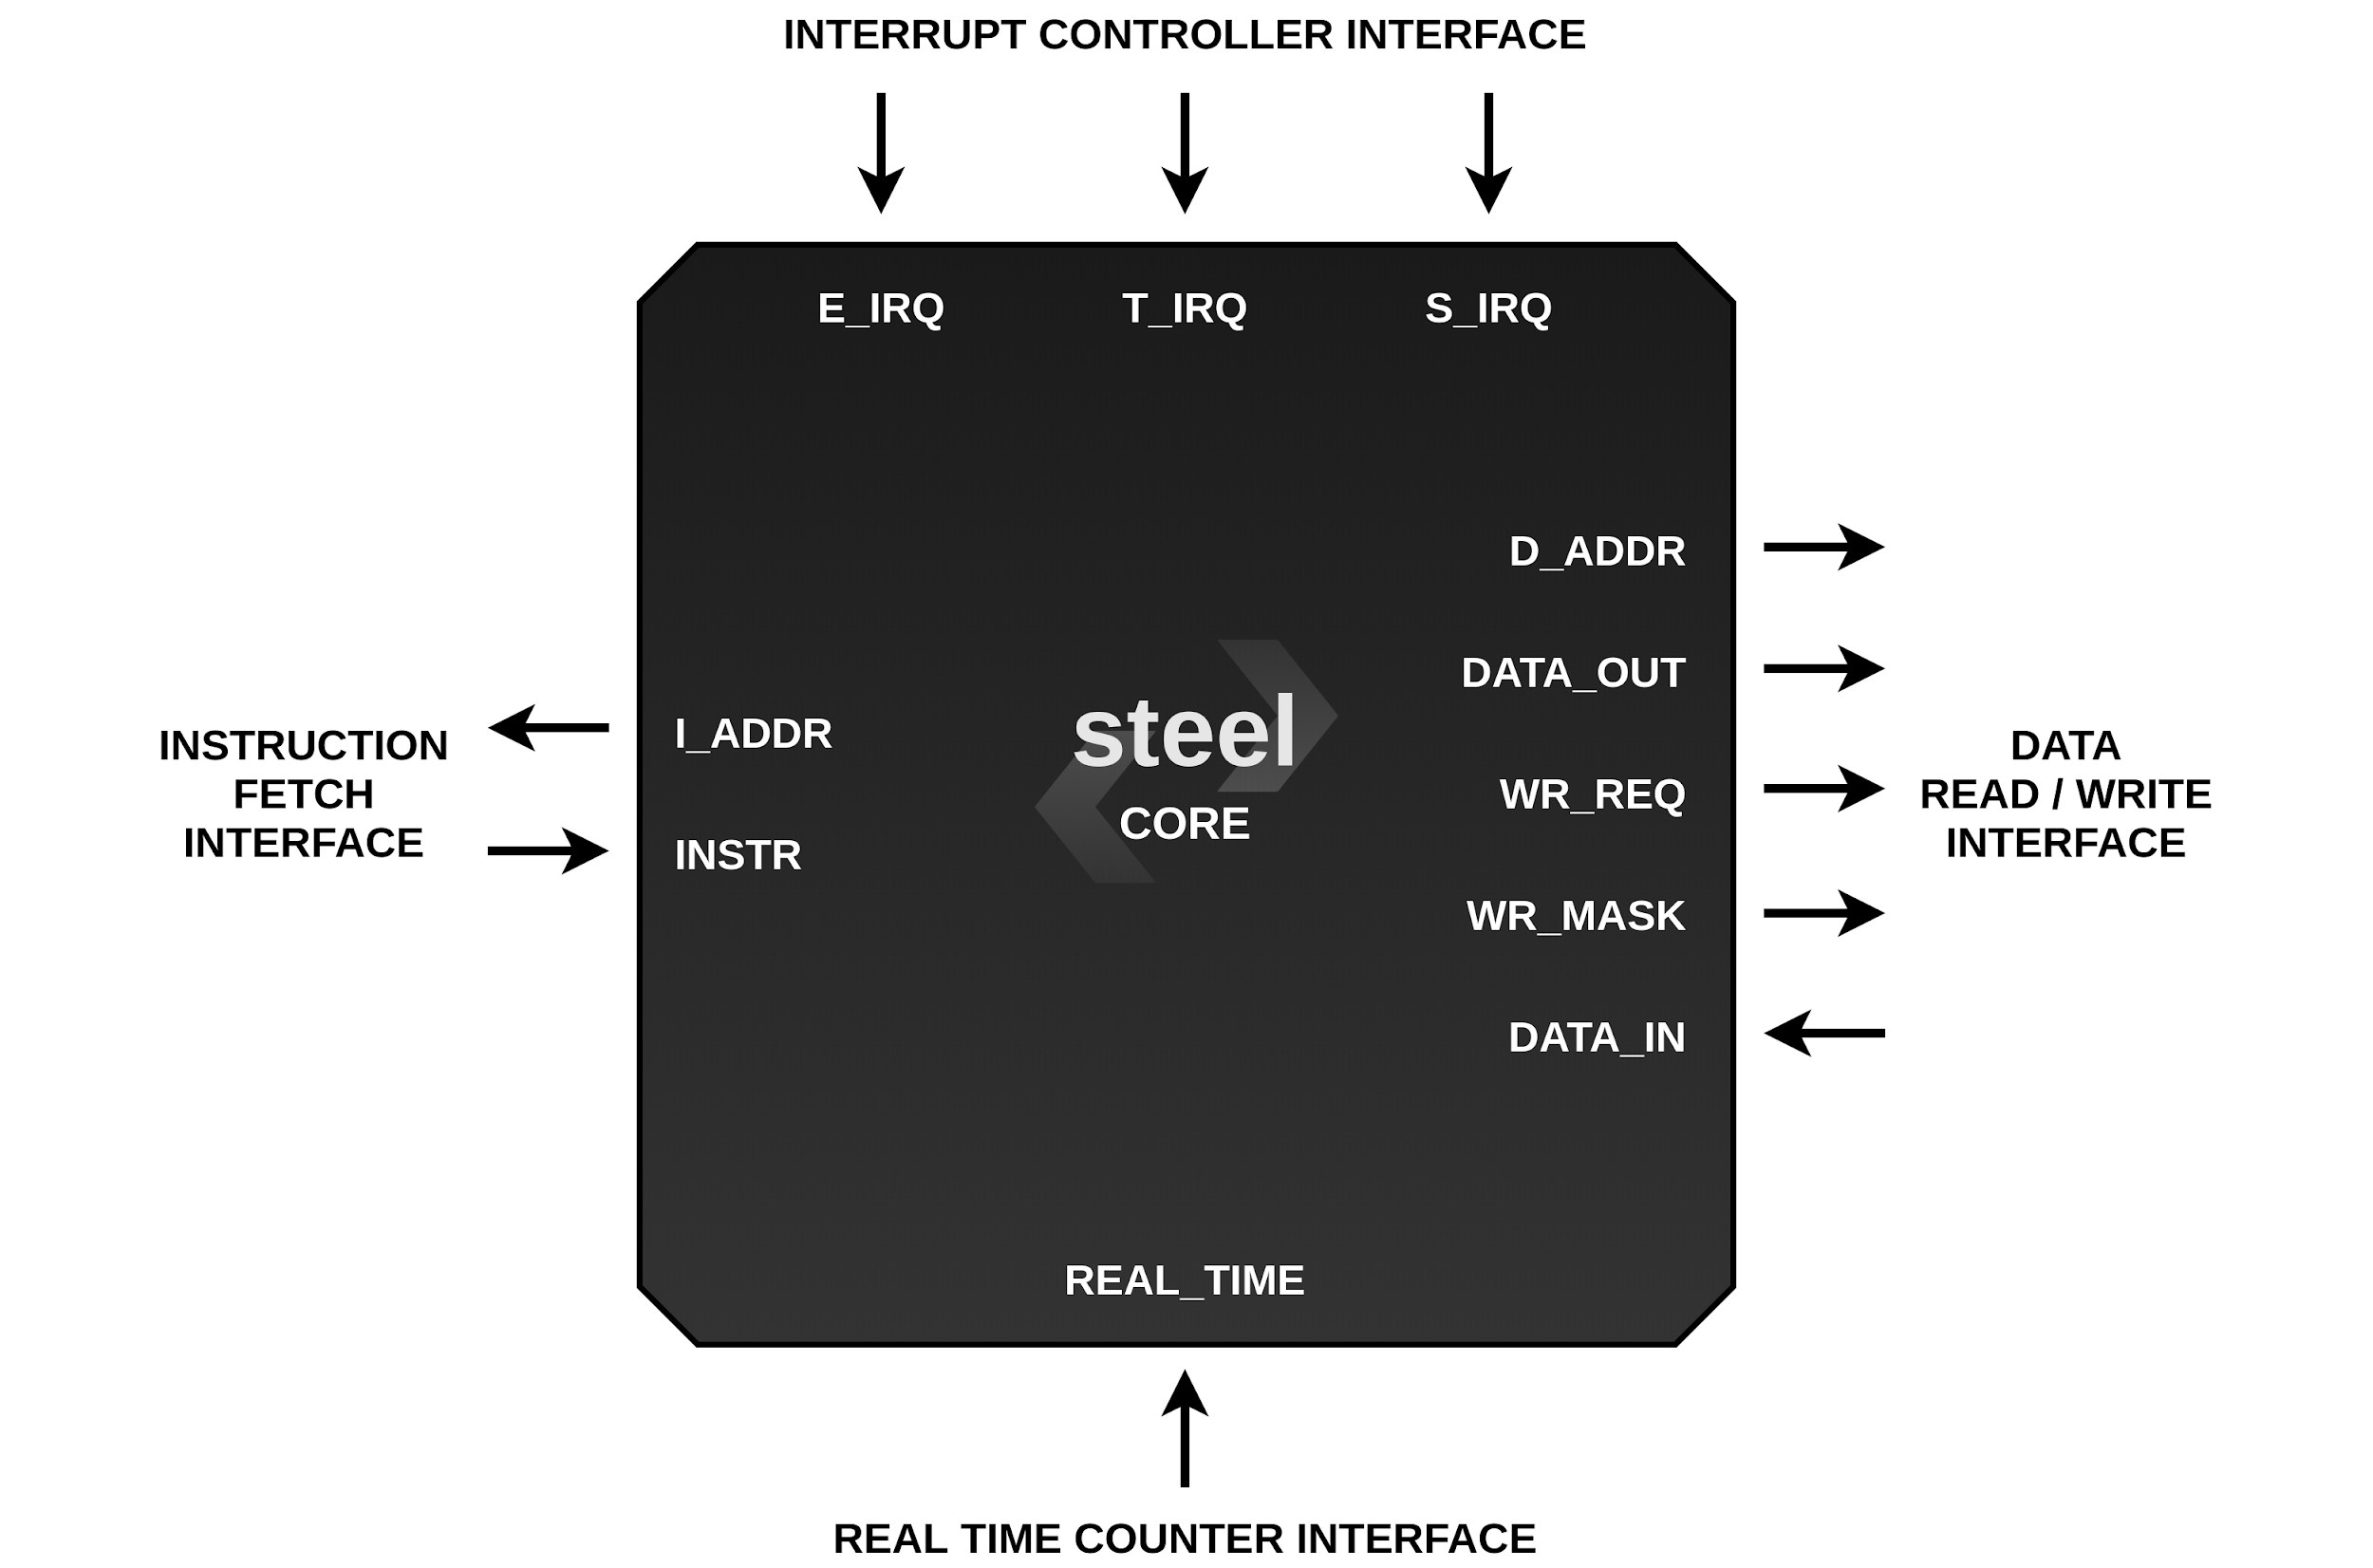 INTERRUPT CONTROLLER INTERFACE
E_IRQ
T_IRQ
S_IRQ
INSTRUCTION
FETCH
INTERFACE
I_ADDR
INSTR
steel
CORE
D_ADDR
DATA_OUT
WR_REQ
WR_MASK
DATA_IN
DATA
READ / WRITE
INTERFACE
REAL_TIME
REAL TIME COUNTER INTERFACE